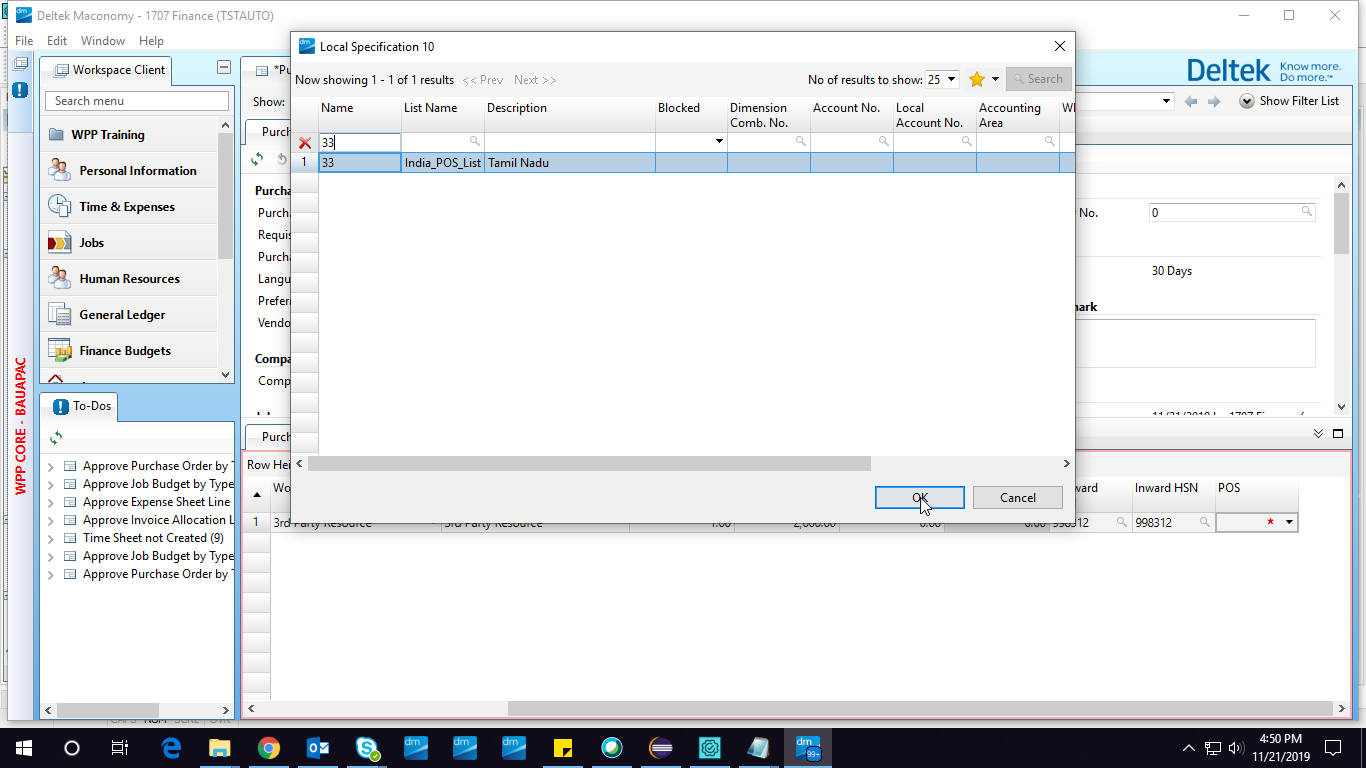 Deltek Maconomy - 1707 Finance (TSTAUTO)
File Edit Window Help
Workspace Client
Search menu
WPP Training
Personal Information
Time & Expenses
Jobs
Human Resources
General Ledger
Finance Budgets
WPP CORE - BAUAPAC
To-Dos
Approve Purchase Order by
Approve Job Budget by Type
Approve Expense Sheet Line
Approve Invoice Allocation L
Time Sheet not Created (9)
Approve Job Budget by Type
Approve Purchase Order by
*Pu
Show:
Purch
Purcha
Purch
Requis
Purcha
Langu
Prefer
Vendo
Compa
Comp
Local Specification 10
Now showing 1 - 1 of 1 results << Prev Next >> No of results to show: 25 Search
Name List Name Description Blocked Dimension Comb. No. Account No. Local Account No. Accounting Area
33
1 33 India_POS_List Tamil Nadu
OK Cancel
Deltek Know more. Do more.™
Show Filter List
No. 0
30 Days
ark
Purch
Row Hei
Wo ard Inward HSN POS
1 3rd Party Resource 3rd Party Resource 1.00 2,000.00 0.00 0.00 998312 998312 *
99+
4:50 PM
11/21/2019